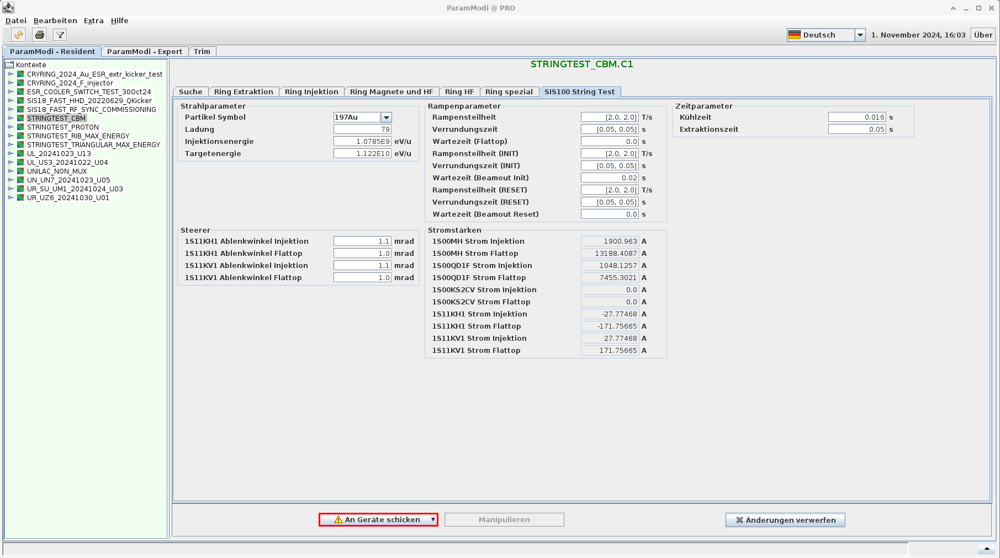 ParamModi @ PRO
Datei Bearbeiten Extra Hilfe
Deutsch 1. November 2024, 16:03 Über
ParamModi - Resident ParamModi - Expert Trim
Kontexte
CRYRING_2024_Au_ESR_extr_kicker_test
CRYRING_2024_F_injector
ESR_COOLER_SWITCH_TEST_30Oct24
SIS18_FAST_HHD_20220629_QKicker
SIS18_FAST_RF_SYNC_COMMISSIONING
STRINGTEST_CBM
STRINGTEST_PROTON
STRINGTEST_RIB_MAX_ENERGY
STRINGTEST_TRIANGULAR_MAX_ENERGY
UL_20241023_U13
UL_US3_20241022_U04
UNILAC_NON_MUX
UN_UN7_20241023_U05
UR_SU_UM1_20241024_U03
UR_UZ6_20241030_U01
STRINGTEST_CBM.C1
Suche Ring Extraktion Ring Injektion Ring Magnete und HF Ring HF Ring spezial SIS100 String Test
Strahlparameter
Partikel Symbol 197Au
Ladung 79
Injektionsenergie 1.0785E9 eV/u
Targetenergie 1.122E10 eV/u
Rampenparameter
Rampensteilheit [2.0, 2.0] T/s
Verrundungszeit [0.05, 0.05] s
Wartezeit (Flattop) 0.0 s
Rampensteilheit (INIT) [2.0, 2.0] T/s
Verrundungszeit (INIT) [0.05, 0.05] s
Wartezeit (Beamout Init) 0.02 s
Rampensteilheit (RESET) [2.0, 2.0] T/s
Verrundungszeit (RESET) [0.05, 0.05] s
Wartezeit (Beamout Reset) 0.0 s
Zeitparameter
Kühlzeit 0.016 s
Extraktionszeit 0.05 s
Steerer
1S11KH1 Ablenkwinkel Injektion 1.1 mrad
1S11KH1 Ablenkwinkel Flattop 1.0 mrad
1S11KV1 Ablenkwinkel Injektion 1.1 mrad
1S11KV1 Ablenkwinkel Flattop 1.0 mrad
Stromstärken
1S00MH Strom Injektion 1900.963 A
1S00MH Strom Flattop 13188.4087 A
1S00QD1F Strom Injektion 1048.1257 A
1S00QD1F Strom Flattop 7455.3021 A
1S00KS2CV Strom Injektion 0.0 A
1S00KS2CV Strom Flattop 0.0 A
1S11KH1 Strom Injektion -27.77468 A
1S11KH1 Strom Flattop -171.75665 A
1S11KV1 Strom Injektion 27.77468 A
1S11KV1 Strom Flattop 171.75665 A
An Geräte schicken Manipulieren Änderungen verwerfen